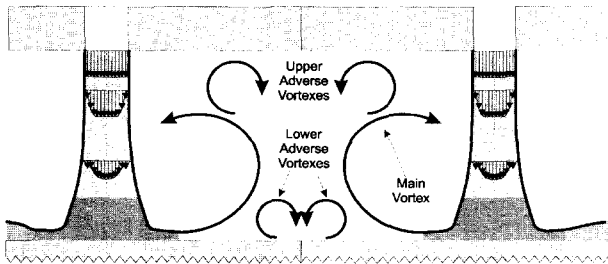 Upper
Adverse
Vortexes
Lower
Adverse
Vortexes
Main
Vortex